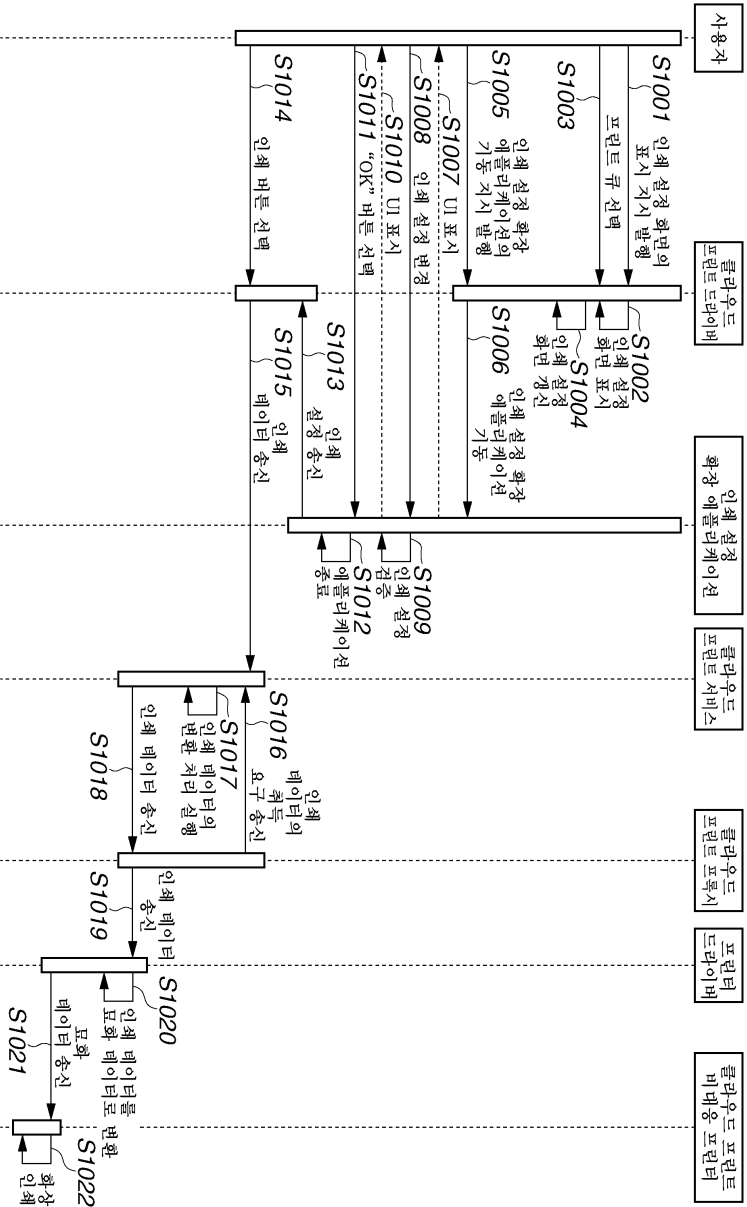 사용자
클라우드
프린트 드라이버
인쇄 설정
확장 애플리케이션
클라우드
프린트 서비스
클라우드
프린트 프록시
프린터
드라이버
클라우드 프린트
비대응 프린터
S1001
인쇄 설정 화면의
표시 지시 발행
S1002
인쇄 설정
화면 표시
S1003
프린트 큐 선택
S1004
인쇄 설정
화면 갱신
S1005
인쇄 설정 확장
애플리케이션의
기동 지시 발행
S1006
인쇄 설정 확장
애플리케이션
기동
S1007 UI 표시
S1008 인쇄 설정 변경
S1009
인쇄 설정
검증
S1010 UI 표시
S1011 “OK” 버튼 선택
S1012
애플리케이션
종료
S1013
인쇄
설정 송신
S1014
인쇄 버튼 선택
S1015
인쇄
데이터 송신
S1016
인쇄
데이터의
취득
요구 송신
S1017
인쇄 데이터의
변환 처리 실행
S1018
인쇄 데이터 송신
S1019
인쇄 데이터
송신
S1020
인쇄 데이터를
묘화 데이터로 변환
S1021
묘화
데이터 송신
S1022
화상
인쇄